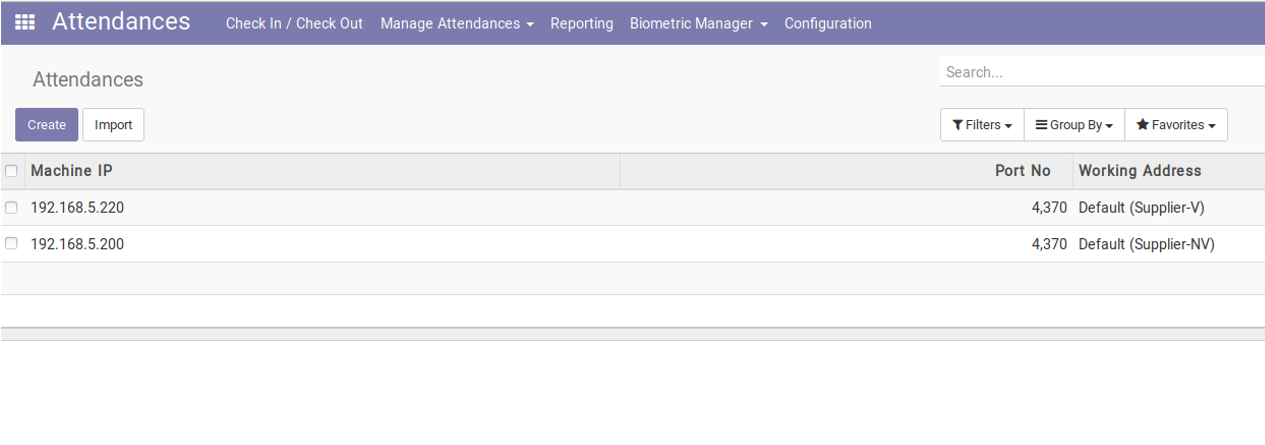 Attendances Check In / Check Out Manage Attendances Reporting Biometric Manager Configuration
Attendances
Search...
Create Import Filters Group By Favorites
Machine IP Port No Working Address
192.168.5.220 4,370 Default (Supplier-V)
192.168.5.200 4,370 Default (Supplier-NV)